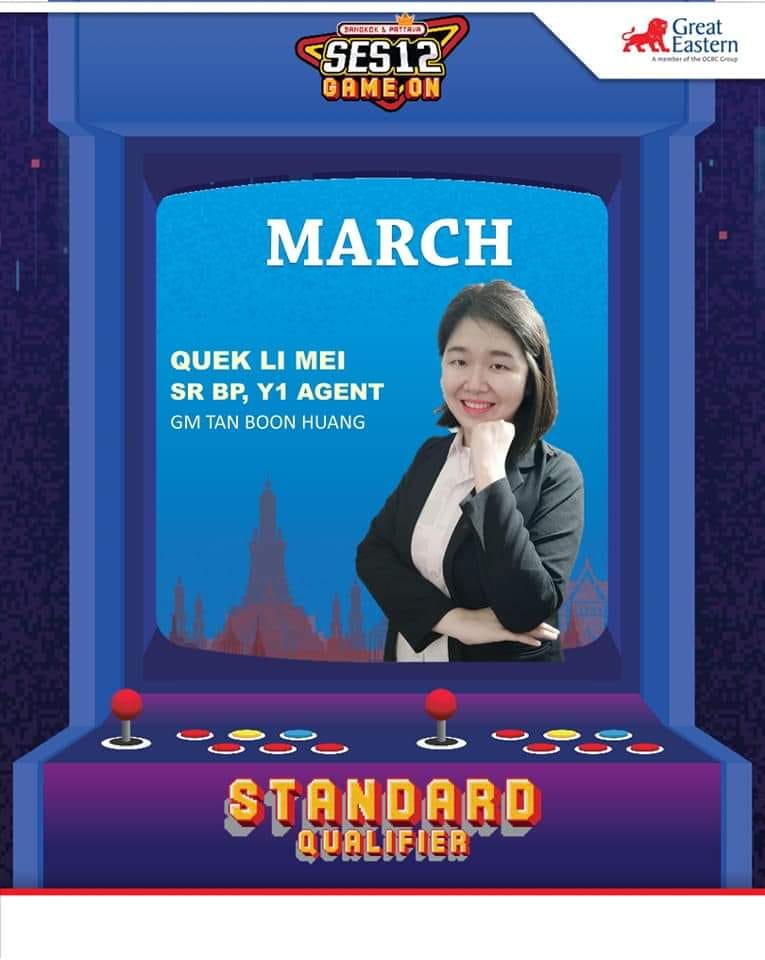 BANGKOK & PATTAYA
SES12
GAME ON
Great
Eastern
A member of the OCBC Group
MARCH
QUEK LI MEI
SR BP, Y1 AGENT
GM TAN BOON HUANG
STANDARD
QUALIFIER